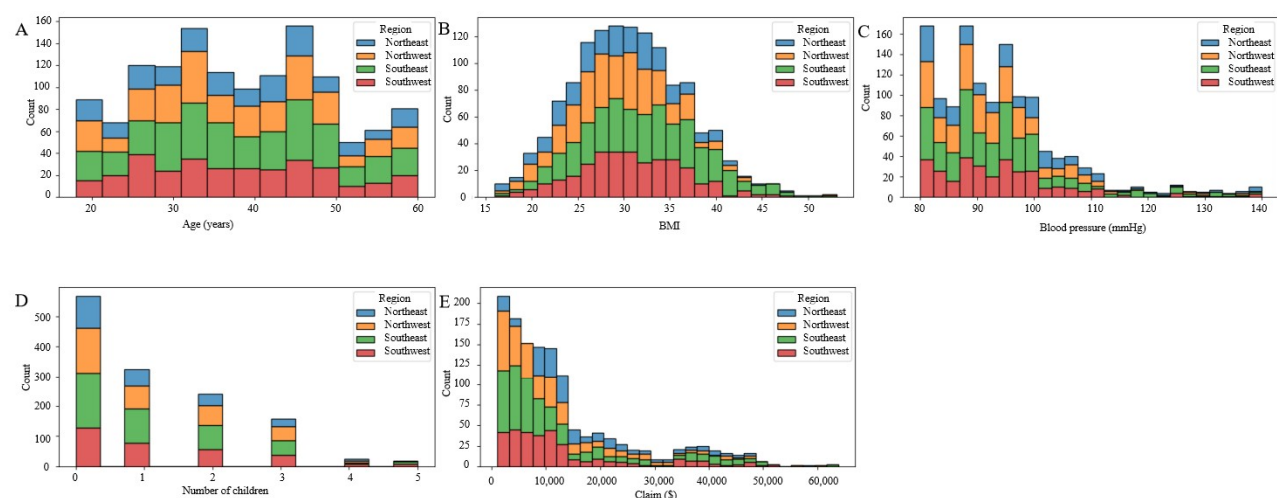 A
Count
160
140
120
100
80
60
40
20
0
20 30 40 50 60
Age (years)
Region
Northeast
Northwest
Southeast
Southwest
B
Count
120
100
80
60
40
20
0
15 20 25 30 35 40 45 50
BMI
Region
Northeast
Northwest
Southeast
Southwest
C
Count
160
140
120
100
80
60
40
20
0
80 90 100 110 120 130 140
Blood pressure (mmHg)
Region
Northeast
Northwest
Southeast
Southwest
D
Count
500
400
300
200
100
0
0 1 2 3 4 5
Number of children
Region
Northeast
Northwest
Southeast
Southwest
E
Count
200
175
150
125
100
75
50
25
0
0 10,000 20,000 30,000 40,000 50,000 60,000
Claim ($)
Region
Northeast
Northwest
Southeast
Southwest